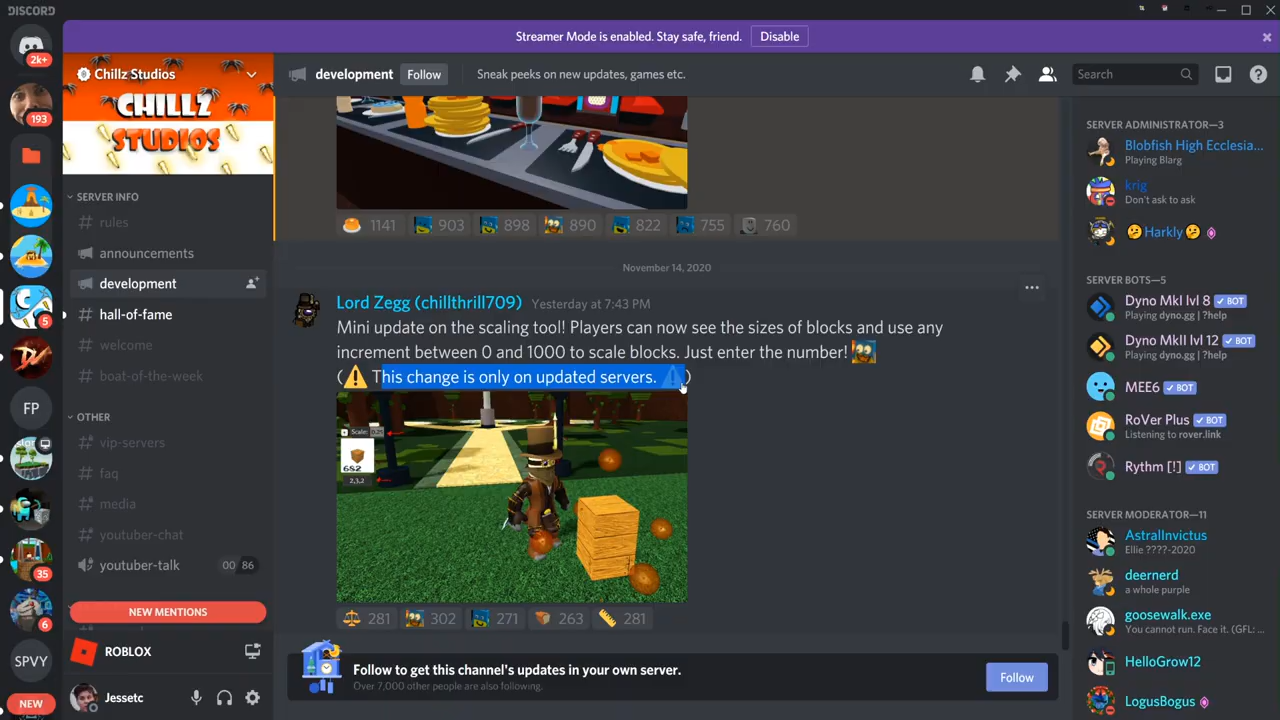 DISCORD
Streamer Mode is enabled. Stay safe, friend.
Disable
2k+
193
5
FP
35
6
SPVY
NEW
Chillz Studios
CHILLZ
STUDIOS
SERVER INFO
rules
announcements
development
hall-of-fame
welcome
boat-of-the-week
OTHER
vip-servers
faq
media
youtuber-chat
youtuber-talk
00 86
NEW MENTIONS
ROBLOX
Jessetc
development
Follow
Sneak peeks on new updates, games etc.
Search
1141
903
898
890
822
755
760
November 14, 2020
Lord Zegg (chillthrill709) Yesterday at 7:43 PM
Mini update on the scaling tool! Players can now see the sizes of blocks and use any
increment between 0 and 1000 to scale blocks. Just enter the number!
(⚠️ This change is only on updated servers. ⚠️)
Scale: 0.25
682
2,3,2
281
302
271
263
281
Follow to get this channel's updates in your own server.
Over 7,000 other people are also following.
Follow
SERVER ADMINISTRATOR—3
Blobfish High Ecclesia...
Playing Blarg
krig
Don't ask to ask
🤔 Harkly 🤔
SERVER BOTS—5
Dyno MkI lvl 8 ✓ BOT
Playing dyno.gg | ?help
Dyno MkII lvl 12 ✓ BOT
Playing dyno.gg | ?help
MEE6 ✓ BOT
RoVer Plus ✓ BOT
Listening to rover.link
Rythm [!] ✓ BOT
SERVER MODERATOR—11
AstralInvictus
Ellie ????-2020
deernerd
a whole purple
goosewalk.exe
You cannot run. Face it. (GFL:
HelloGrow12
LogusBogus